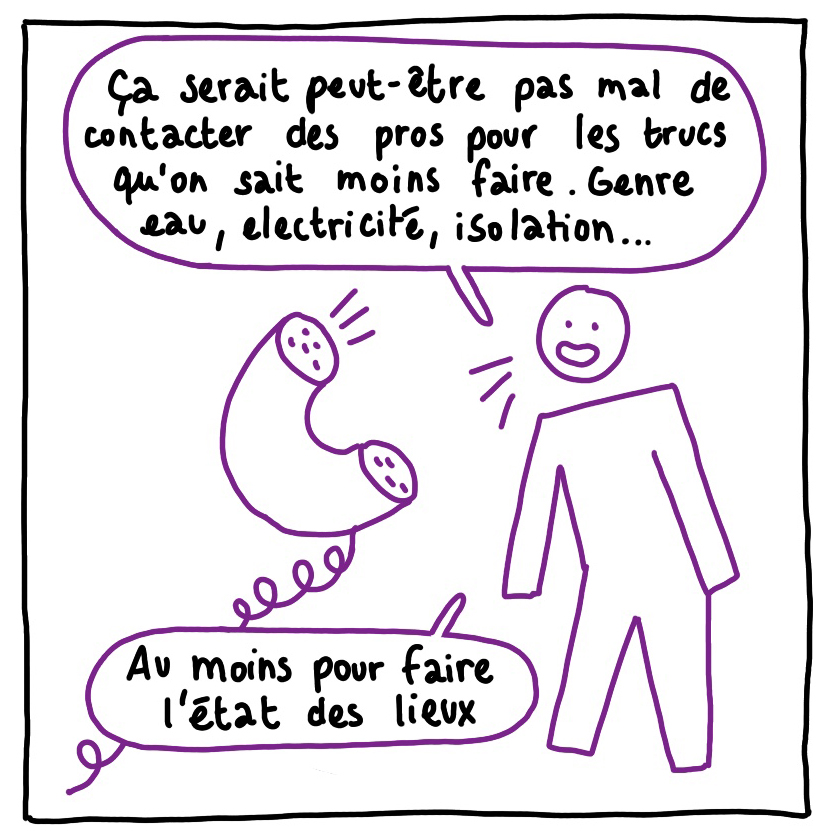 Ça serait peut-être pas mal de
contacter des pros pour les trucs
qu'on sait moins faire. Genre
eau, electricité, isolation...
Au moins pour faire
l'état des lieux